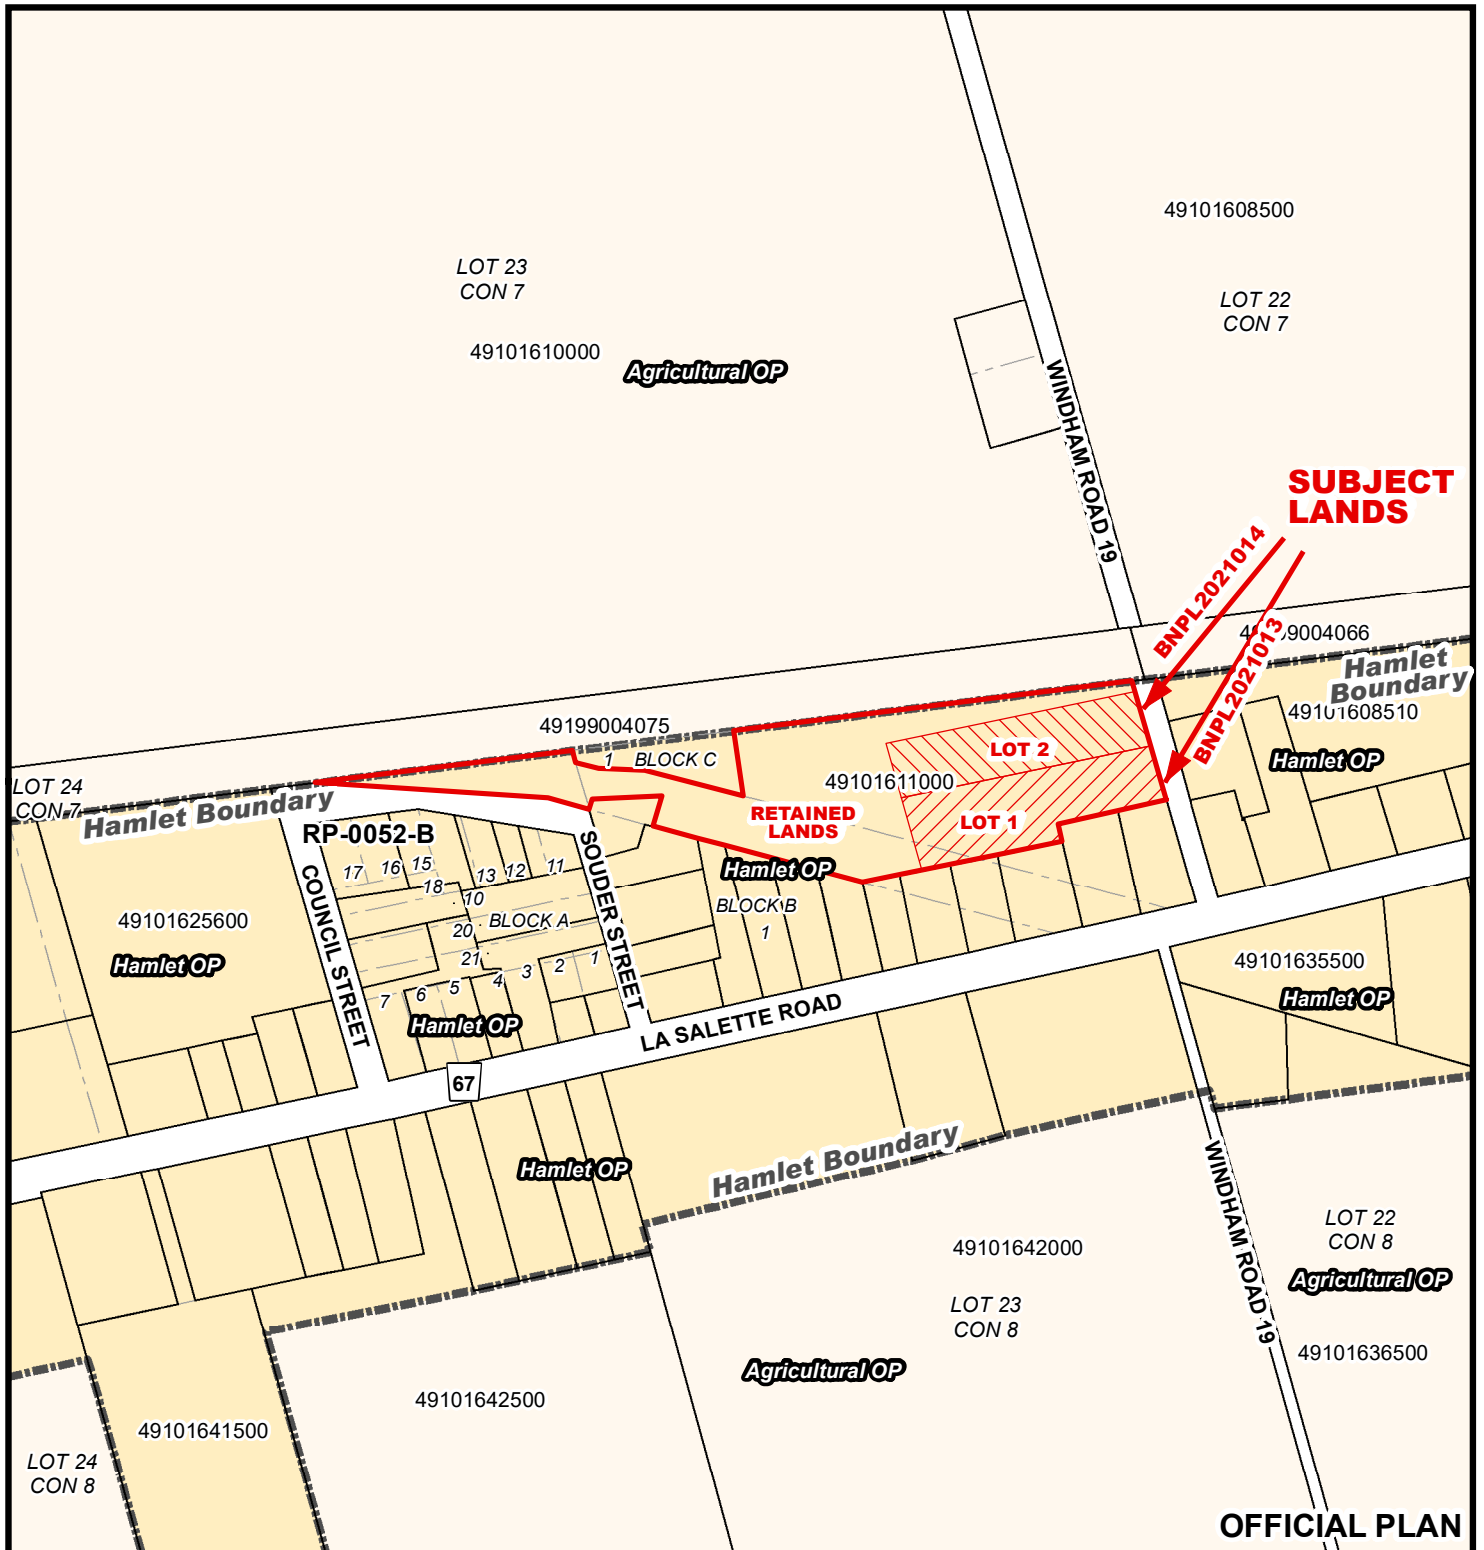 49101608500
LOT 23
CON 7
LOT 22
CON 7
49101610000
Agricultural OP
WINDHAM ROAD 19
SUBJECT
LANDS
BNPL2021014
BNPL2021013
9004066
Hamlet
Boundary
49101608510
Hamlet OP
49199004075
1 BLOCK C
LOT 2
49101611000
LOT 24
CON 7
Hamlet Boundary
RETAINED
LANDS
LOT 1
RP-0052-B
17 16 15
18
13 12 11
10
Hamlet OP
BLOCK B
1
COUNCIL STREET
SOUDER STREET
49101625600
Hamlet OP
BLOCK A
20
21
7 6 5 4 3 2 1
Hamlet OP
49101635500
Hamlet OP
LA SALETTE ROAD
67
Hamlet OP
Hamlet Boundary
WINDHAM ROAD 19
LOT 22
CON 8
49101642000
Agricultural OP
LOT 23
CON 8
49101636500
Agricultural OP
49101642500
49101641500
LOT 24
CON 8
OFFICIAL PLAN